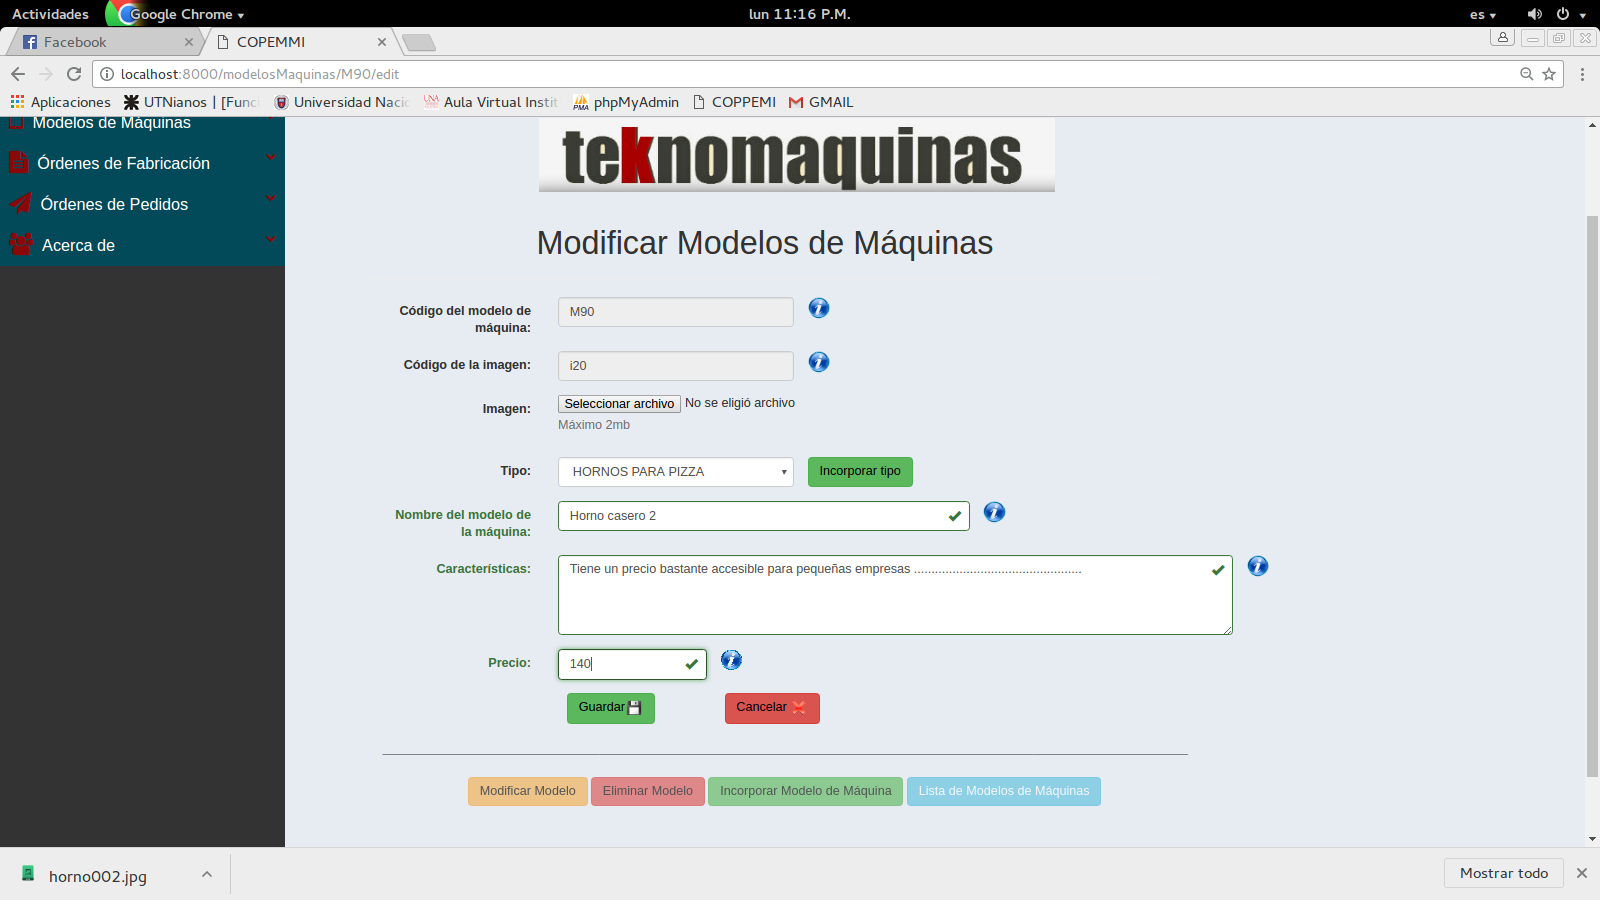 Actividades Google Chrome lun 11:16 P.M. es
Facebook COPEMMI
localhost:8000/modelosMaquinas/M90/edit
Aplicaciones UTNianos | [Func Universidad Nacic Aula Virtual Instit phpMyAdmin COPPEMI GMAIL
Modelos de Máquinas
Órdenes de Fabricación
Órdenes de Pedidos
Acerca de
teknomaquinas
Modificar Modelos de Máquinas
Código del modelo de máquina: M90
Código de la imagen: i20
Imagen: Seleccionar archivo No se eligió archivo
Máximo 2mb
Tipo: HORNOS PARA PIZZA Incorporar tipo
Nombre del modelo de la máquina: Horno casero 2
Características: Tiene un precio bastante accesible para pequeñas empresas ................................................
Precio: 140
Guardar Cancelar
Modificar Modelo Eliminar Modelo Incorporar Modelo de Máquina Lista de Modelos de Máquinas
horno002.jpg Mostrar todo